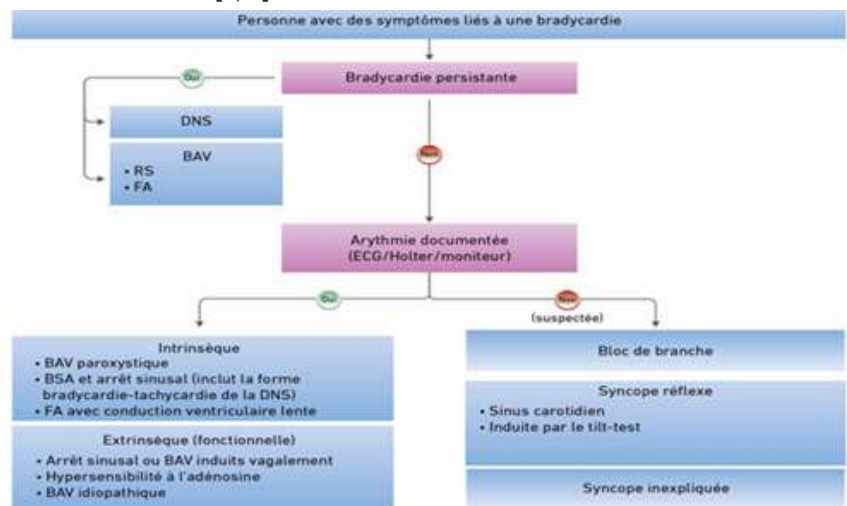 Personne avec des symptômes liés à une bradycardie
Bradycardie persistante
Oui
DNS
BAV
• RS
• FA
Non
Arythmie documentée
(ECG/Holter/moniteur)
Oui
Non
(suspectée)
Intrinsèque
• BAV paroxystique
• BSA et arrêt sinusal (inclut la forme
bradycardie-tachycardie de la DNS)
• FA avec conduction ventriculaire lente
Extrinsèque (fonctionnelle)
• Arrêt sinusal ou BAV induits vagalement
• Hypersensibilité à l'adénosine
• BAV idiopathique
Bloc de branche
Syncope réflexe
• Sinus carotidien
• Induite par le tilt-test
Syncope inexpliquée